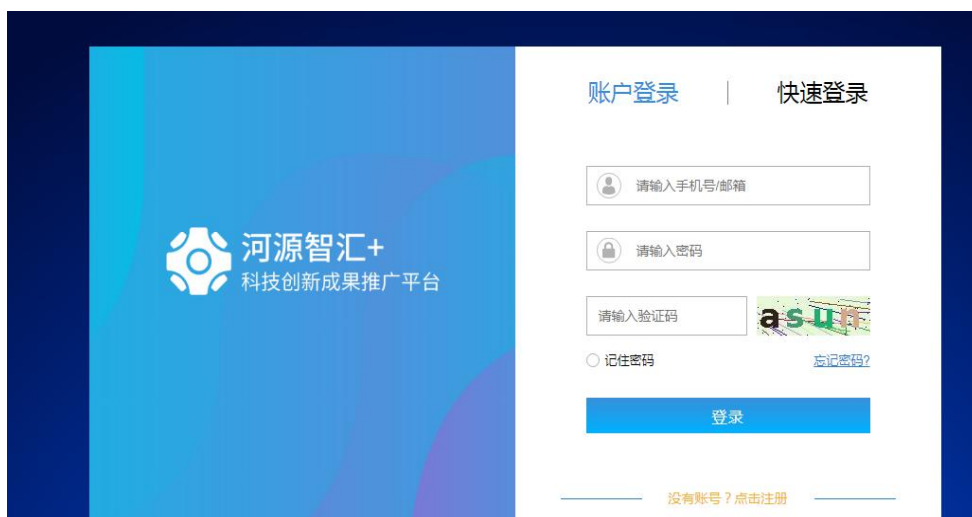 河源智汇+
科技创新成果推广平台
账户登录 | 快速登录
请输入手机号/邮箱
请输入密码
请输入验证码
asun
记住密码
忘记密码?
登录
没有账号？点击注册